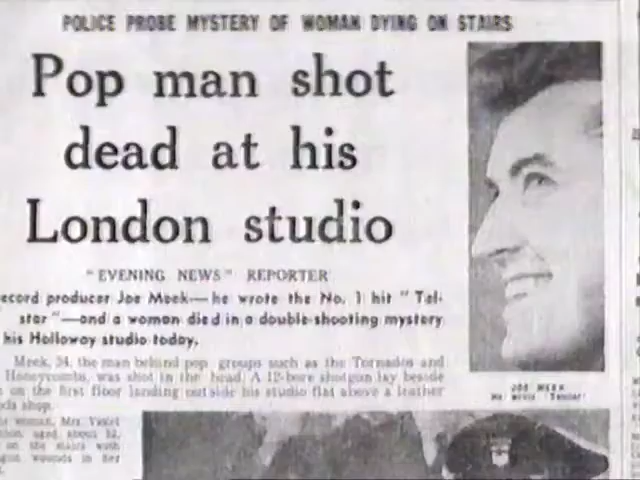 POLICE PROBE MYSTERY OF WOMAN DYING ON STAIRS
Pop man shot
dead at his
London studio
"EVENING NEWS" REPORTER
ecord producer Joe Meek—he wrote the No. 1 hit "Tel-
star"—and a woman died in a double-shooting mystery
his Holloway studio today.
Meek, 34, the man behind pop groups such as the Tornados and
Honeycombs, was shot in the head. A 12-bore shotgun lay beside
on the first floor landing outside his studio flat above a leather
ds shop.
woman, Mrs. Violet
aged about 52,
on the stairs with
wounds in her
JOE MEEK
He wrote "Telstar"